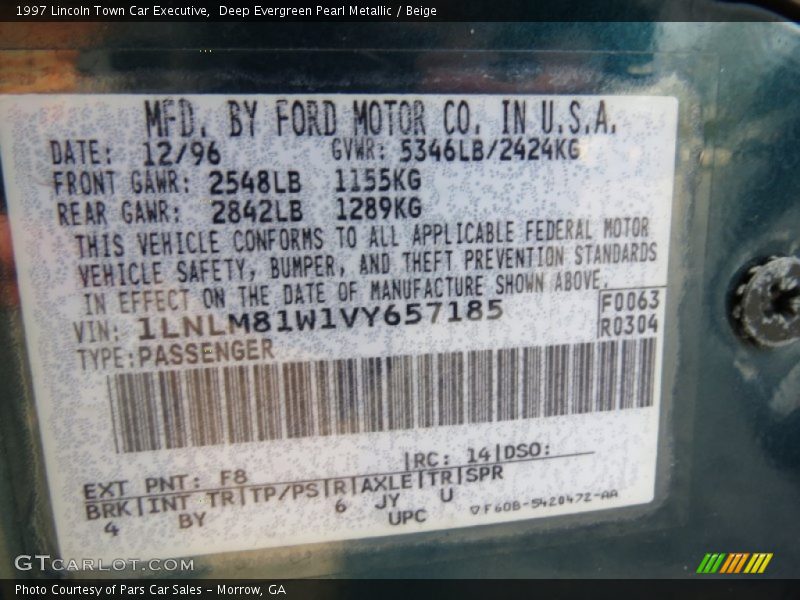 1997 Lincoln Town Car Executive, Deep Evergreen Pearl Metallic / Beige
MFD. BY FORD MOTOR CO. IN U.S.A.
DATE: 12/96 GVWR: 5346LB/2424KG
FRONT GAWR: 2548LB 1155KG
REAR GAWR: 2842LB 1289KG
THIS VEHICLE CONFORMS TO ALL APPLICABLE FEDERAL MOTOR
VEHICLE SAFETY, BUMPER, AND THEFT PREVENTION STANDARDS
IN EFFECT ON THE DATE OF MANUFACTURE SHOWN ABOVE.
VIN: 1LNLM81W1VY657185 F0063
TYPE: PASSENGER R0304
EXT PNT: F8 RC: 14 DSO:
BRK INT TR TP/PS R AXLE TR SPR
4 BY 6 JY U
UPC F60B-5420472-AA
GTCARLOT.COM
Photo Courtesy of Pars Car Sales - Morrow, GA